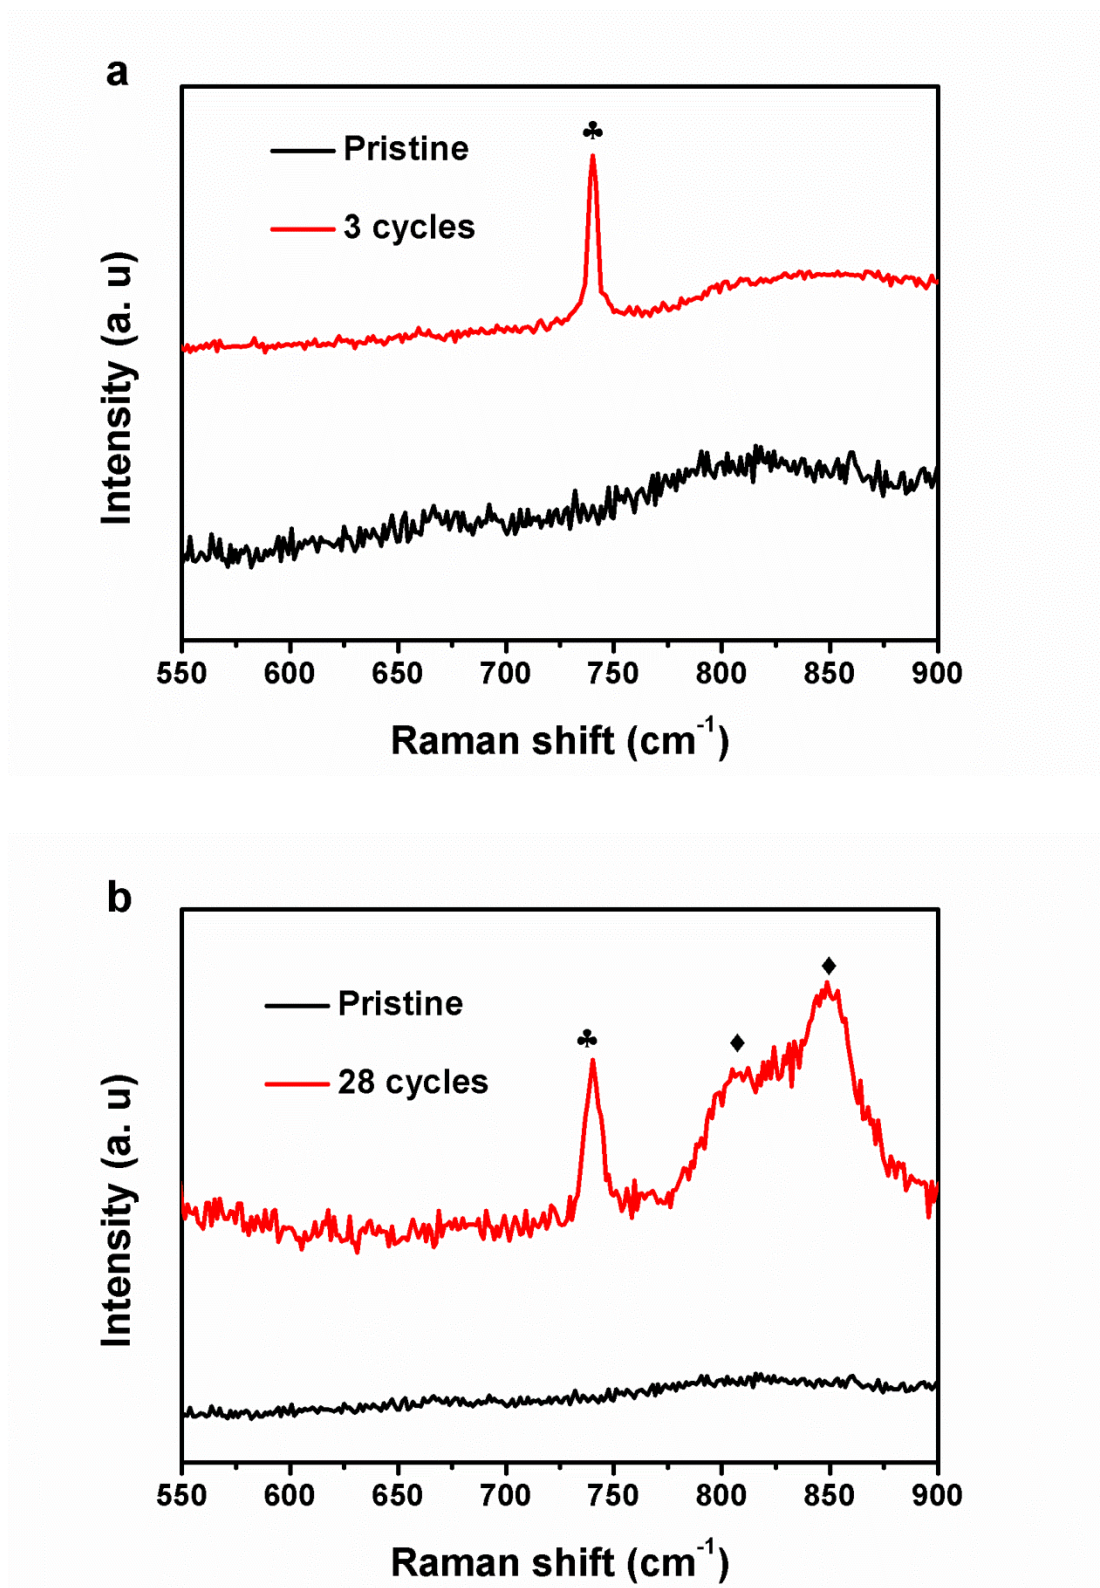 a
♣
Pristine
3 cycles
Intensity (a. u)
550 600 650 700 750 800 850 900
Raman shift (cm⁻¹)
b
♦
♣ ♦
Pristine
28 cycles
Intensity (a. u)
550 600 650 700 750 800 850 900
Raman shift (cm⁻¹)